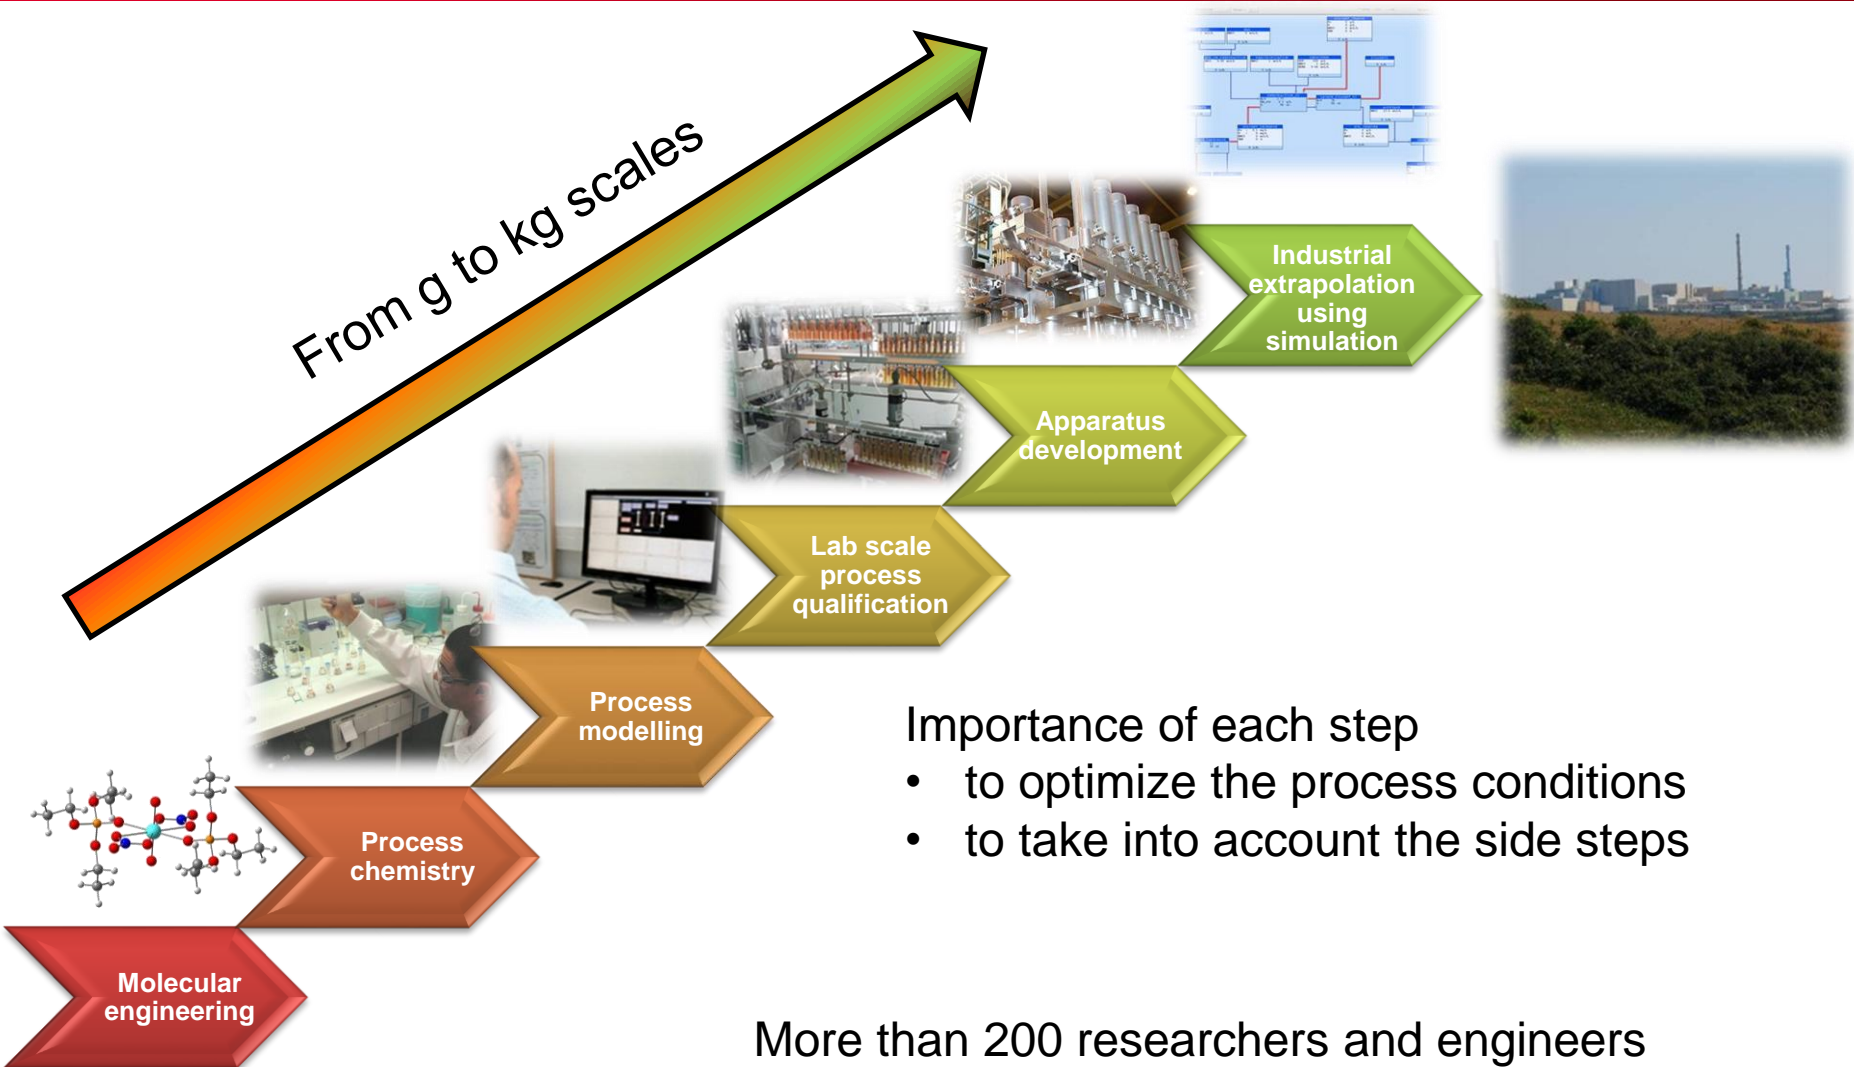 From g to kg scales
Industrial
extrapolation
using
simulation
Apparatus
development
Lab scale
process
qualification
Process
modelling
Process
chemistry
Molecular
engineering
Importance of each step
• to optimize the process conditions
• to take into account the side steps
More than 200 researchers and engineers